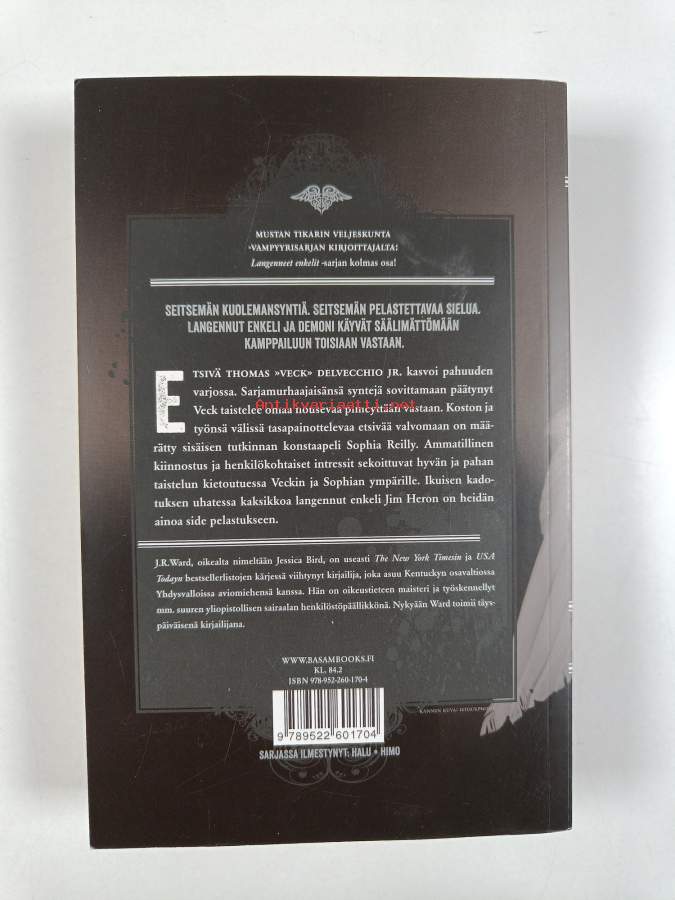 MUSTAN TIKARIN VELJESKUNTA
-VAMPYYRISARJAN KIRJOITTAJALTA:
Langenneet enkelit -sarjan kolmas osa!
SEITSEMÄN KUOLEMANSYNTIÄ. SEITSEMÄN PELASTETTAVAA SIELUA.
LANGENNUT ENKELI JA DEMONI KÄYVÄT SÄÄLIMÄTTÖMÄÄN
KAMPPAILUUN TOISIAAN VASTAAN.
ETSIVÄ THOMAS »VECK» DELVECCHIO JR. kasvoi pahuuden
varjossa. Sarjamurhaajaisänsä syntejä sovittamaan päätynyt
Veck taistelee omaa nousevaa pimeyttään vastaan. Koston ja
Antikvariaatti.net
työnsä välissä tasapainottelevaa etsivää valvomaan on mää-
rätty sisäisen tutkinnan konstaapeli Sophia Reilly. Ammatillinen
kiinnostus ja henkilökohtaiset intressit sekoittuvat hyvän ja pahan
taistelun kietoutuessa Veckin ja Sophian ympärille. Ikuisen kado-
tuksen uhatessa kaksikkoa langennut enkeli Jim Heron on heidän
ainoa side pelastukseen.
J.R.Ward, oikealta nimeltään Jessica Bird, on useasti The New York Timesin ja USA
Todayn bestsellerlistojen kärjessä viihtynyt kirjailija, joka asuu Kentuckyn osavaltiossa
Yhdysvalloissa aviomiehensä kanssa. Hän on oikeustieteen maisteri ja työskennellyt
mm. suuren yliopistollisen sairaalan henkilöstöpäällikkönä. Nykyään Ward toimii täys-
päiväisenä kirjailijana.
WWW.BASAMBOOKS.FI
KL. 84.2
ISBN 978-952-260-170-4
9 789522 601704
KANNEN KUVA:
SARJASSA ILMESTYNYT: HALU • HIMO